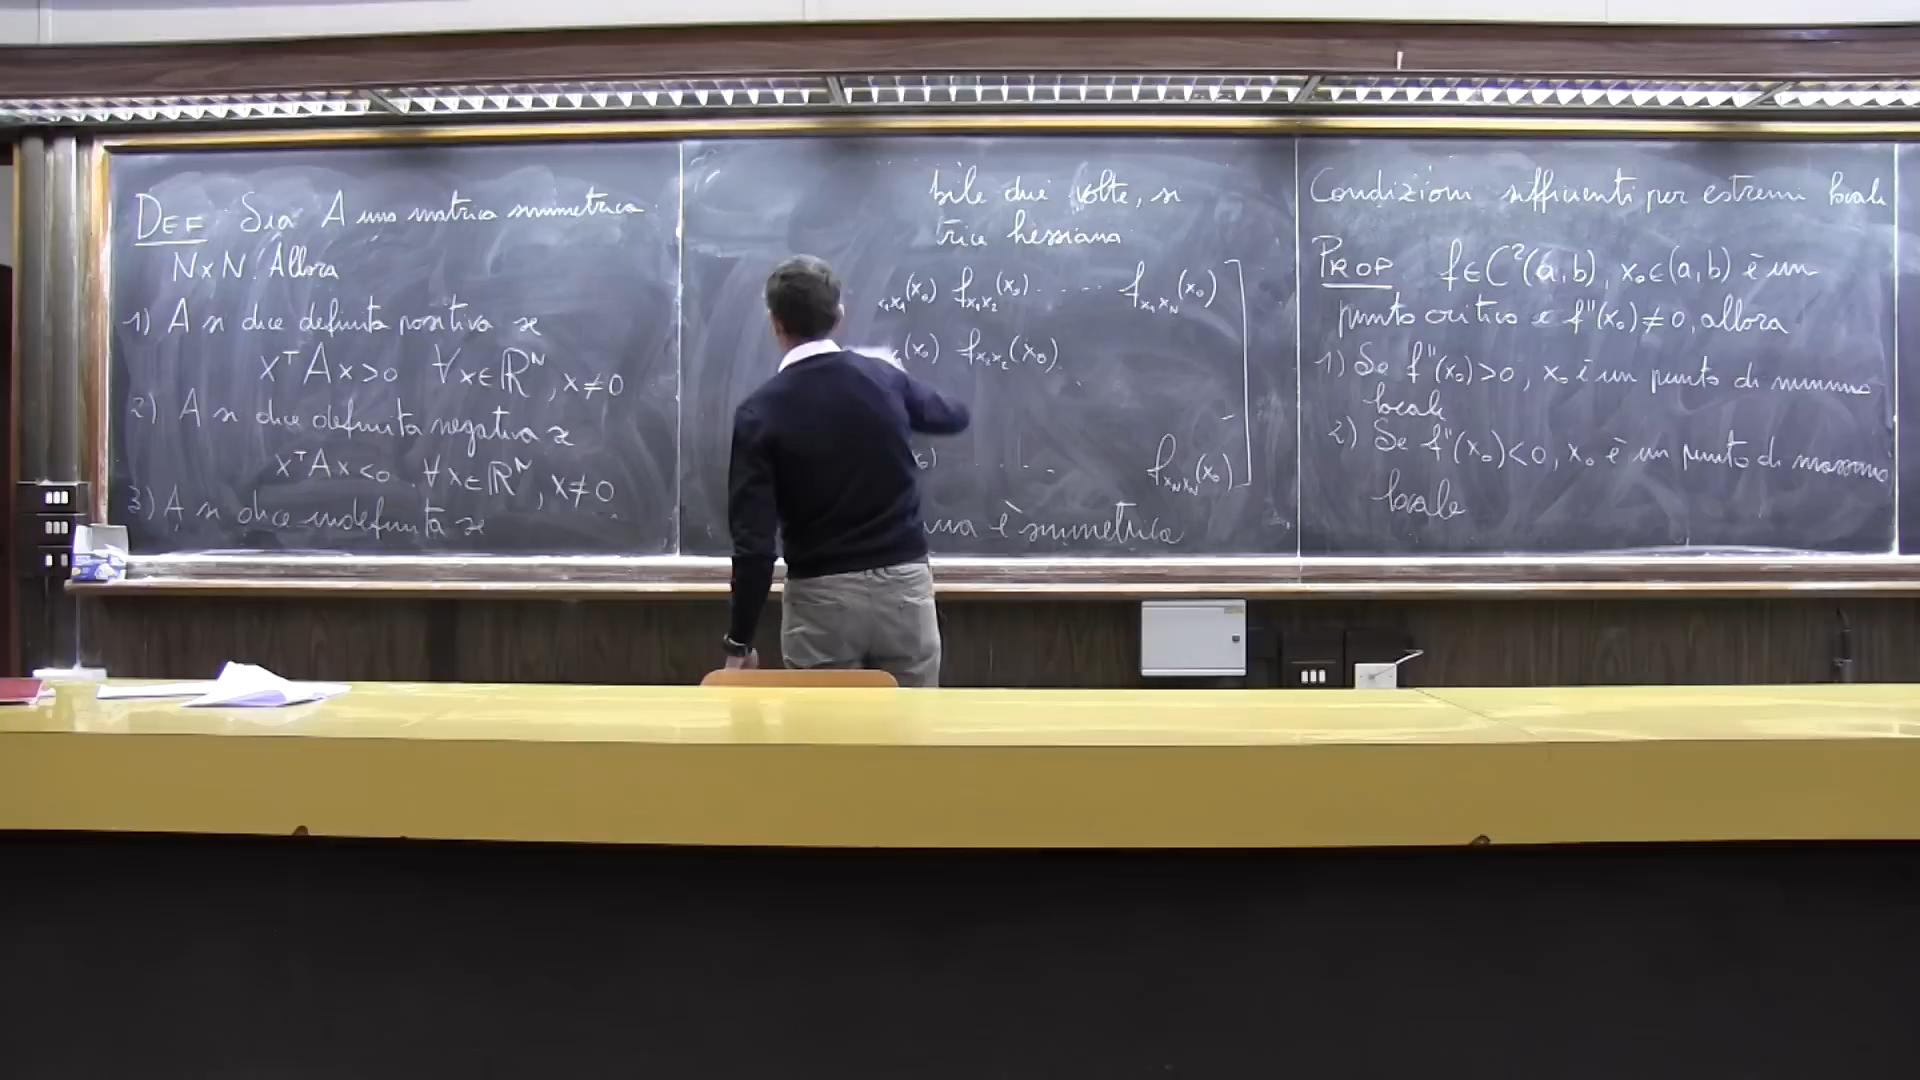 DEF. Sia A una matrice simmetrica
N×N. Allora
1) A si dice definita positiva se
xᵀAx>0 ∀x∈ℝᴺ, x≠0
2) A si dice definita negativa se
xᵀAx<0 ∀x∈ℝᴺ, x≠0
3) A si dice indefinita se
bile due volte, si
trice hessiana
x₁(x₀) f_{x₁x₂}(x₀) ..... f_{x₁x_N}(x₀)
(x₀) f_{x₂x₂}(x₀)
) .... f_{x_Nx_N}(x₀)
ana è simmetrica
Condizioni sufficienti per estremi locali
PROP. f∈C²(a,b), x₀∈(a,b) è un
punto critico e f"(x₀)≠0, allora
1) Se f"(x₀)>0, x₀ è un punto di minimo
locale
2) Se f"(x₀)<0, x₀ è un punto di massimo
locale